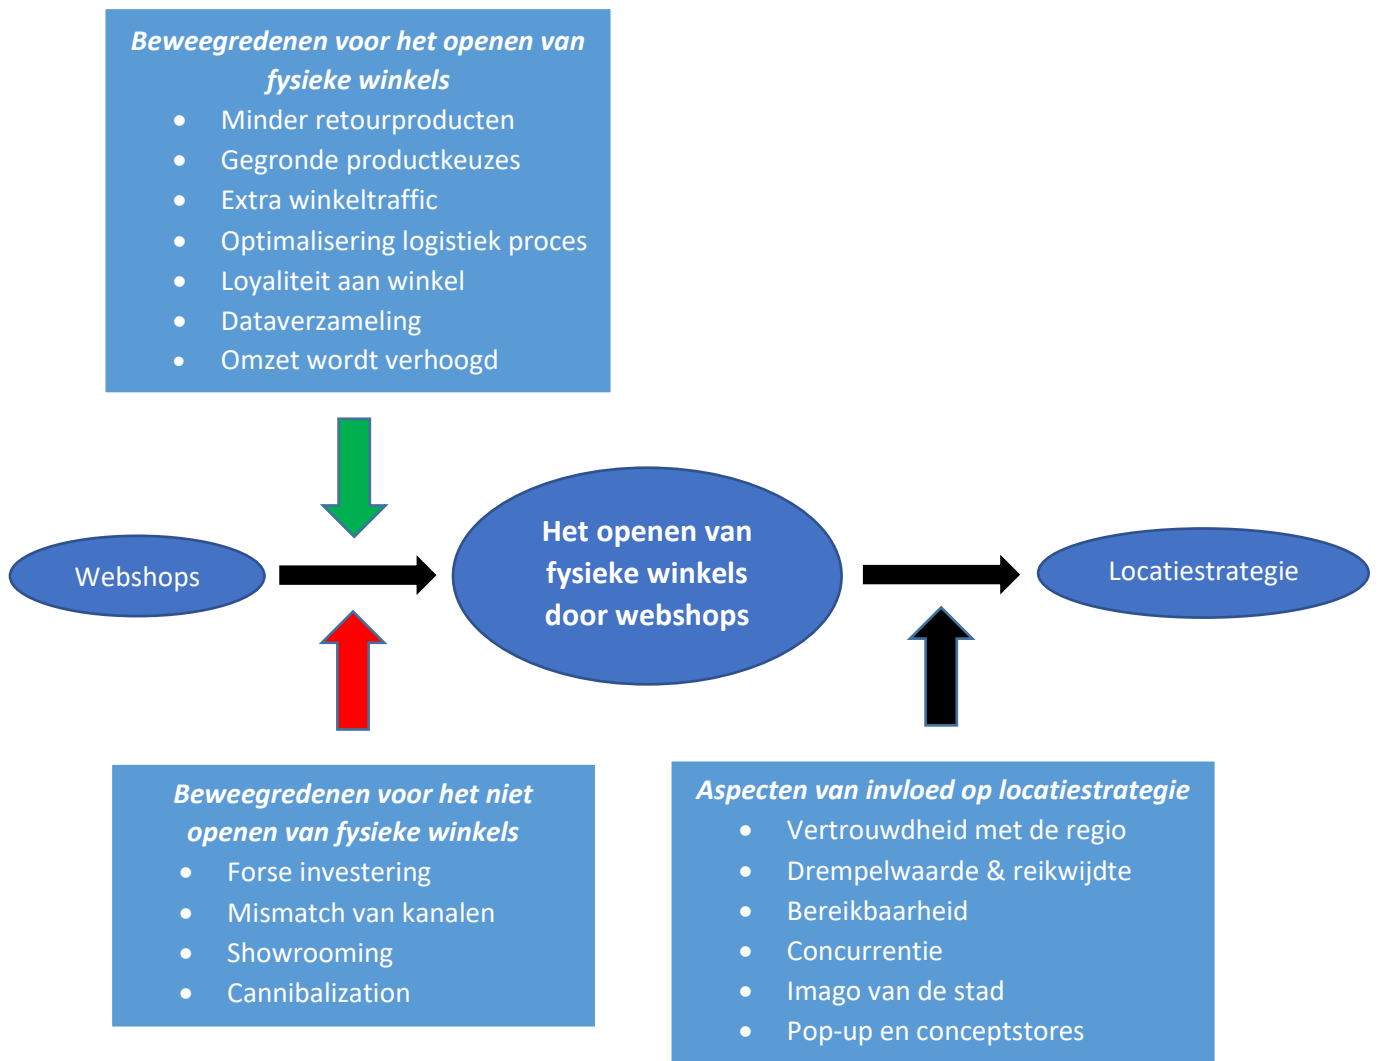 Beweegredenen voor het openen van
fysieke winkels
• Minder retourproducten
• Gegronde productkeuzes
• Extra winkeltraffic
• Optimalisering logistiek proces
• Loyaliteit aan winkel
• Dataverzameling
• Omzet wordt verhoogd
Webshops
Het openen van
fysieke winkels
door webshops
Locatiestrategie
Beweegredenen voor het niet
openen van fysieke winkels
• Forse investering
• Mismatch van kanalen
• Showrooming
• Cannibalization
Aspecten van invloed op locatiestrategie
• Vertrouwdheid met de regio
• Drempelwaarde & reikwijdte
• Bereikbaarheid
• Concurrentie
• Imago van de stad
• Pop-up en conceptstores